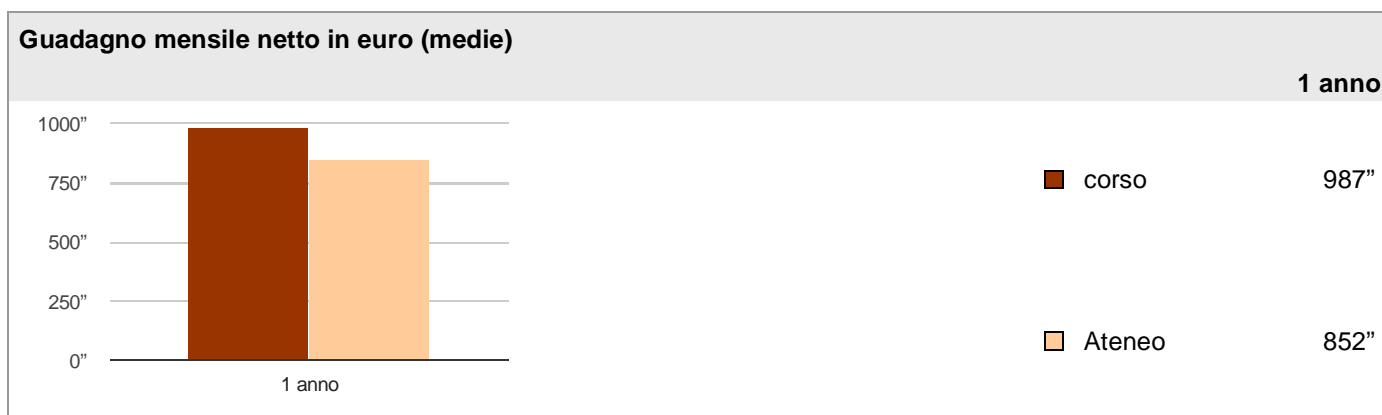 Guadagno mensile netto in euro (medie)
1 anno
1000”
750”
500”
250”
0”
1 anno
corso 987”
Ateneo 852”